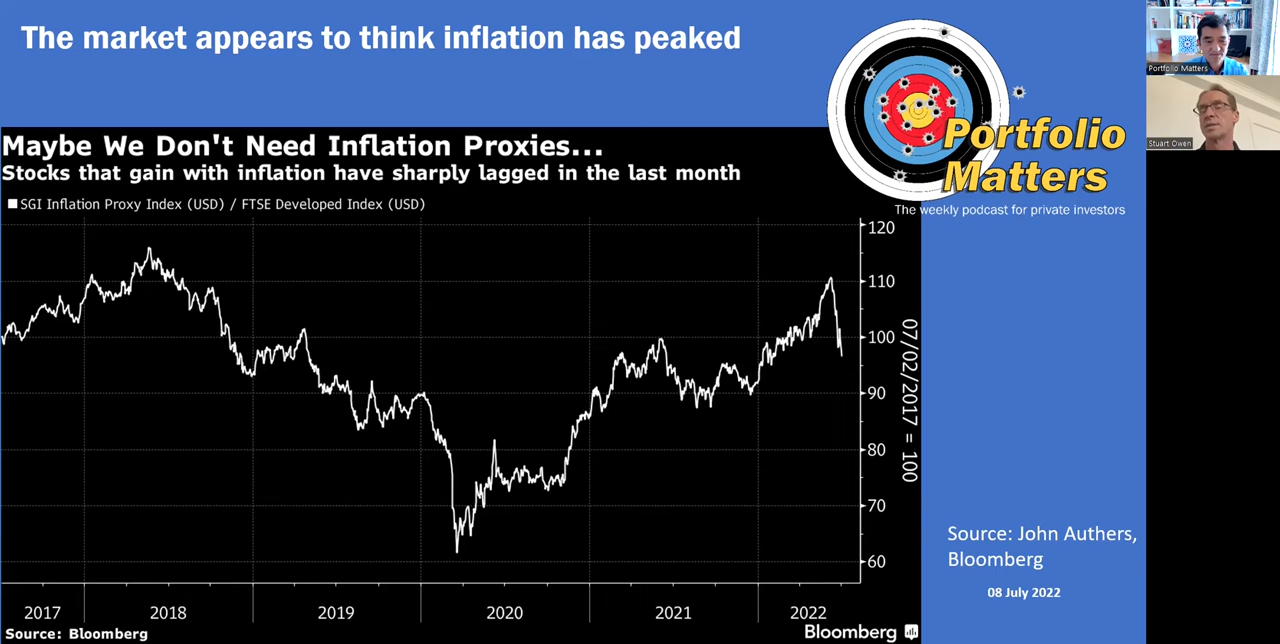 The market appears to think inflation has peaked
Portfolio Matters
Stuart Owen
Portfolio
Matters
The weekly podcast for private investors
Maybe We Don't Need Inflation Proxies...
Stocks that gain with inflation have sharply lagged in the last month
SGI Inflation Proxy Index (USD) / FTSE Developed Index (USD)
120
110
100
90
80
70
60
07/02/2017 = 100
2017 2018 2019 2020 2021 2022
Source: Bloomberg
Bloomberg
Source: John Authers,
Bloomberg
08 July 2022